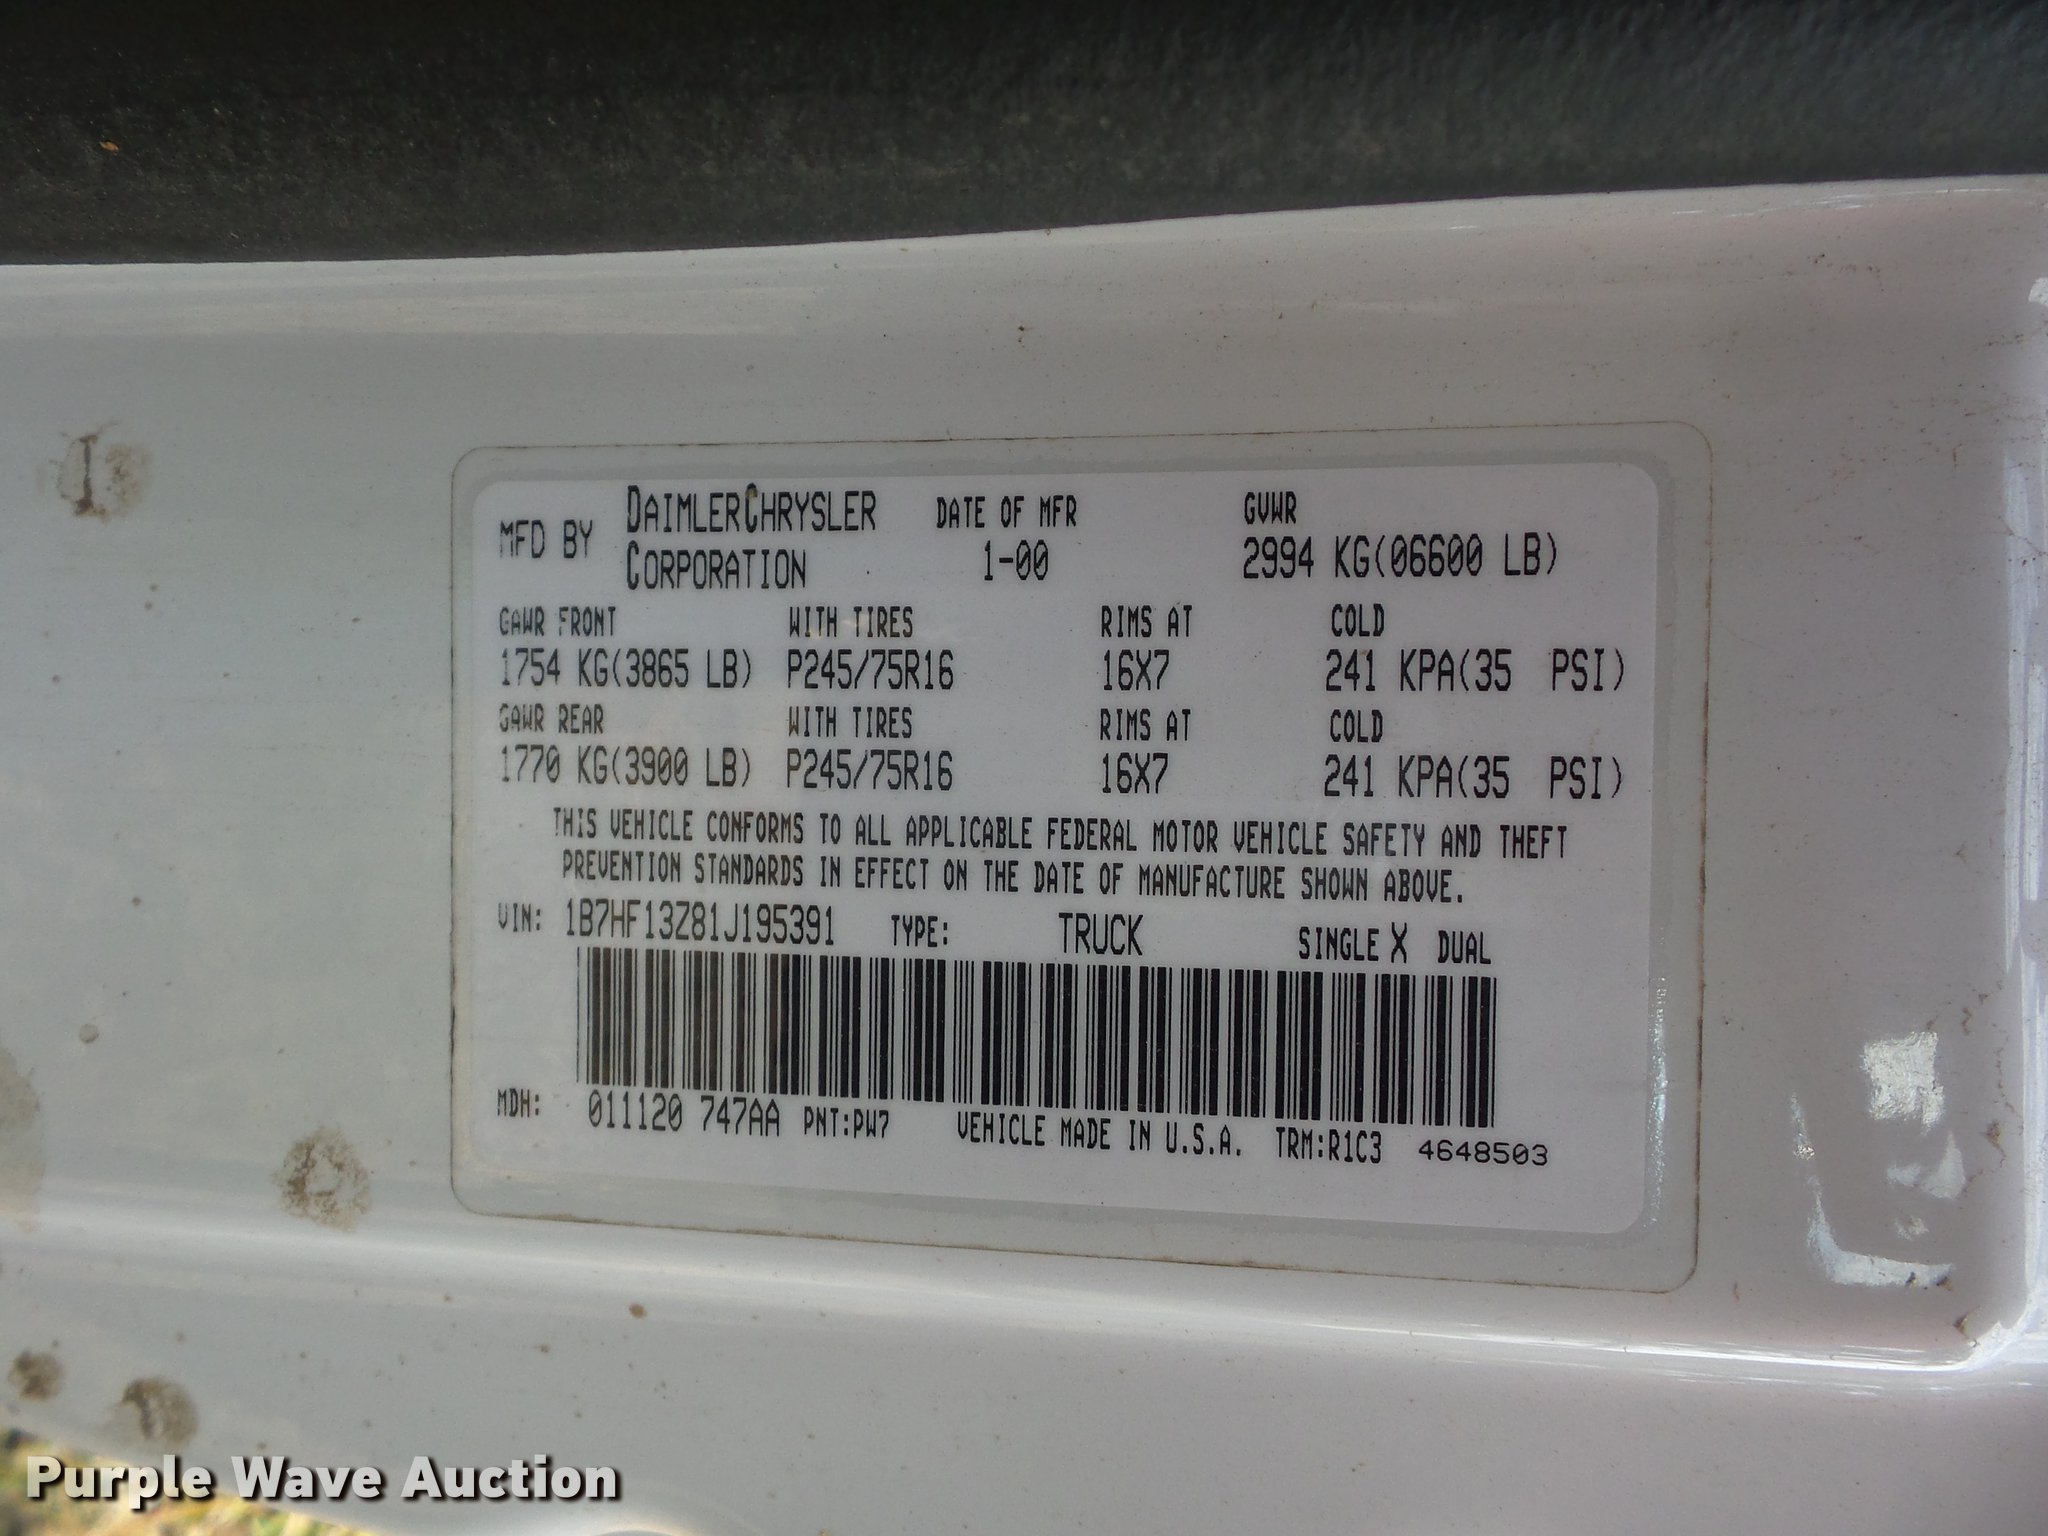 MFD BY DAIMLERCHRYSLER CORPORATION DATE OF MFR 1-00 GVWR 2994 KG(06600 LB)
GAWR FRONT WITH TIRES RIMS AT COLD
1754 KG(3865 LB) P245/75R16 16X7 241 KPA(35 PSI)
GAWR REAR WITH TIRES RIMS AT COLD
1770 KG(3900 LB) P245/75R16 16X7 241 KPA(35 PSI)
THIS VEHICLE CONFORMS TO ALL APPLICABLE FEDERAL MOTOR VEHICLE SAFETY AND THEFT
PREVENTION STANDARDS IN EFFECT ON THE DATE OF MANUFACTURE SHOWN ABOVE.
VIN: 1B7HF13Z81J195391 TYPE: TRUCK SINGLE X DUAL
MDH: 011120 747AA PNT:PW7 VEHICLE MADE IN U.S.A. TRM:R1C3 4648503
Purple Wave Auction